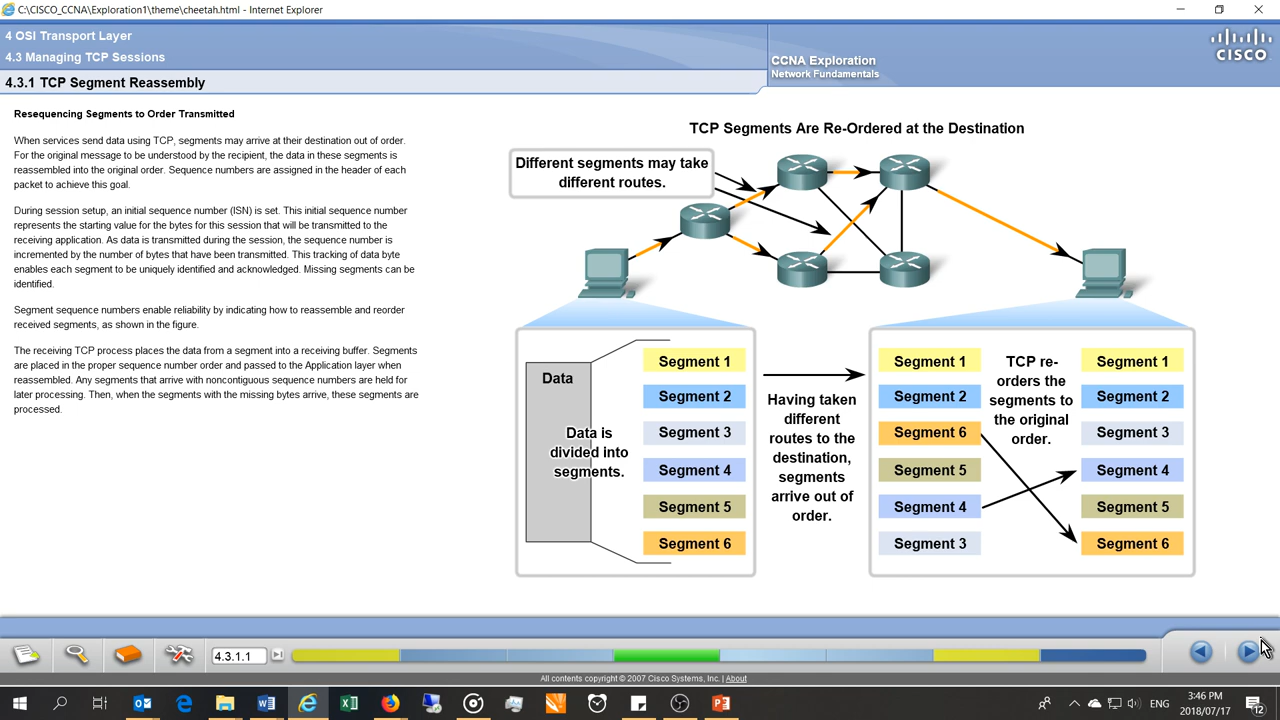 C:\CISCO_CCNA\Exploration1\theme\cheetah.html - Internet Explorer
4 OSI Transport Layer
4.3 Managing TCP Sessions
4.3.1 TCP Segment Reassembly
CCNA Exploration
Network Fundamentals
CISCO
Resequencing Segments to Order Transmitted
When services send data using TCP, segments may arrive at their destination out of order.
For the original message to be understood by the recipient, the data in these segments is
reassembled into the original order. Sequence numbers are assigned in the header of each
packet to achieve this goal.
During session setup, an initial sequence number (ISN) is set. This initial sequence number
represents the starting value for the bytes for this session that will be transmitted to the
receiving application. As data is transmitted during the session, the sequence number is
incremented by the number of bytes that have been transmitted. This tracking of data byte
enables each segment to be uniquely identified and acknowledged. Missing segments can be
identified.
Segment sequence numbers enable reliability by indicating how to reassemble and reorder
received segments, as shown in the figure.
The receiving TCP process places the data from a segment into a receiving buffer. Segments
are placed in the proper sequence number order and passed to the Application layer when
reassembled. Any segments that arrive with noncontiguous sequence numbers are held for
later processing. Then, when the segments with the missing bytes arrive, these segments are
processed.
TCP Segments Are Re-Ordered at the Destination
Different segments may take
different routes.
Data
Data is
divided into
segments.
Segment 1
Segment 2
Segment 3
Segment 4
Segment 5
Segment 6
Having taken
different
routes to the
destination,
segments
arrive out of
order.
Segment 1
Segment 2
Segment 6
Segment 5
Segment 4
Segment 3
TCP re-
orders the
segments to
the original
order.
Segment 1
Segment 2
Segment 3
Segment 4
Segment 5
Segment 6
4.3.1.1
All contents copyright © 2007 Cisco Systems, Inc. | About
3:46 PM
2018/07/17
12